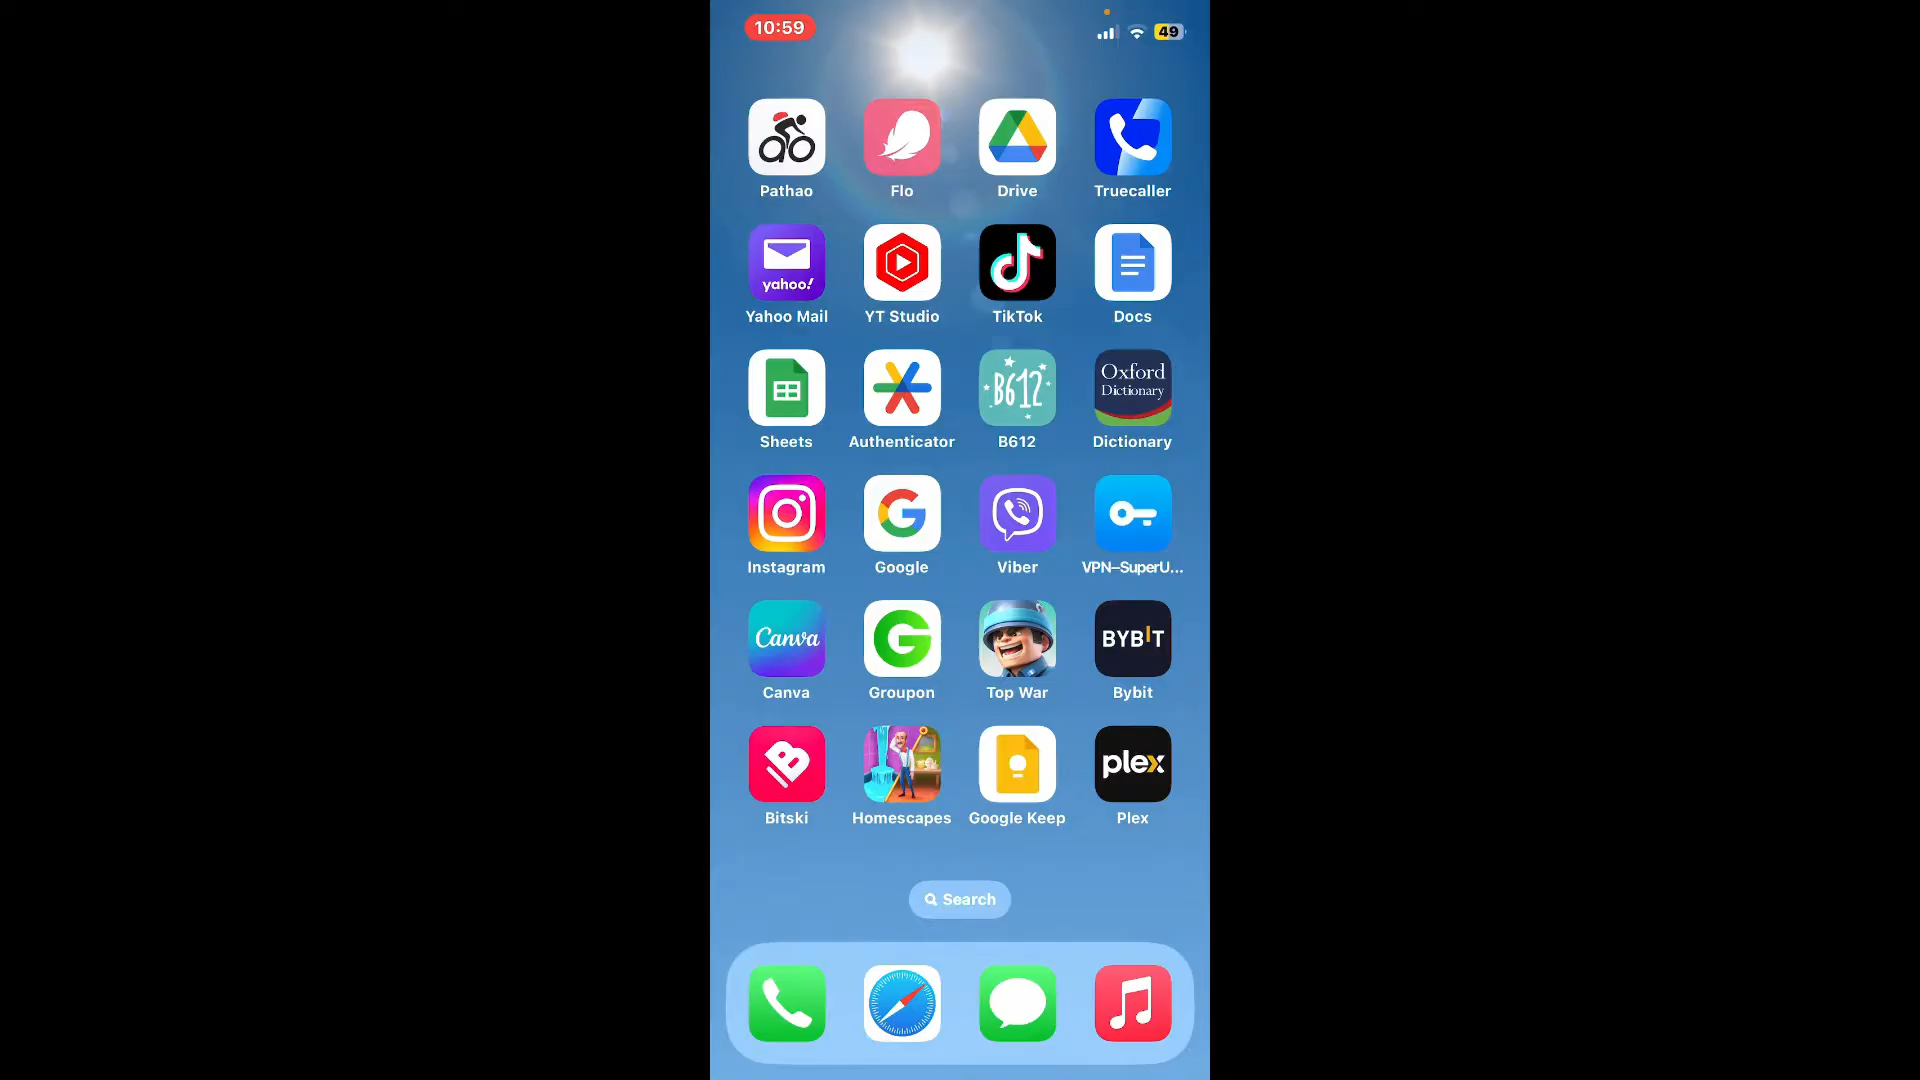 10:59
49
Pathao
Flo
Drive
Truecaller
yahoo!
Yahoo Mail
YT Studio
TikTok
Docs
B612
Oxford
Dictionary
Sheets
Authenticator
B612
Dictionary
Instagram
Google
Viber
VPN–SuperU...
Canva
BYBIT
Canva
Groupon
Top War
Bybit
plex
Bitski
Homescapes
Google Keep
Plex
Search